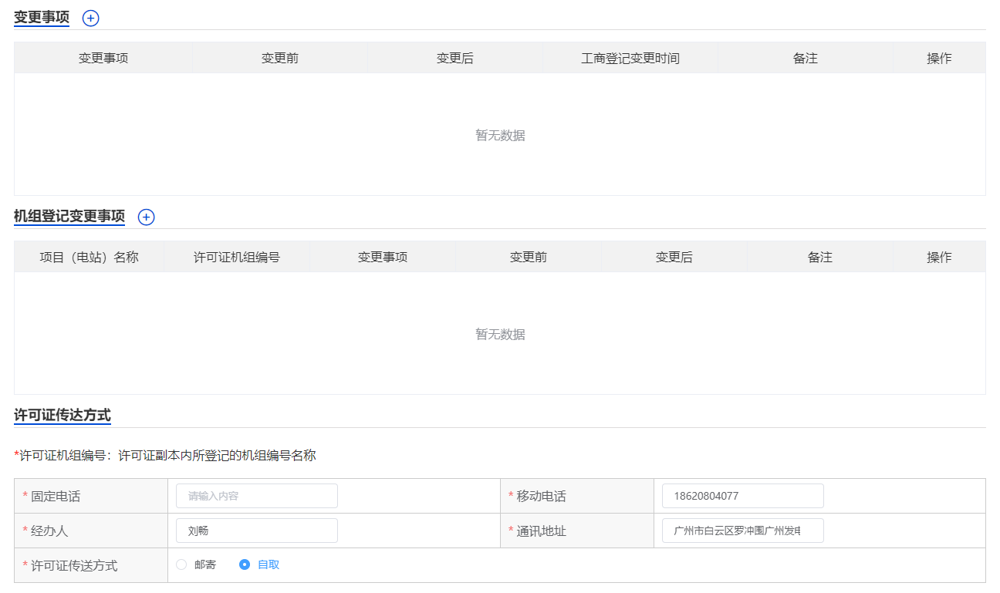 变更事项
变更事项 变更前 变更后 工商登记变更时间 备注 操作
暂无数据
机组登记变更事项
项目（电站）名称 许可证机组编号 变更事项 变更前 变更后 备注 操作
暂无数据
许可证传达方式
*许可证机组编号：许可证副本内所登记的机组编号名称
* 固定电话 请输入内容 * 移动电话 18620804077
* 经办人 刘畅 * 通讯地址 广州市白云区罗冲围广州发电
* 许可证传送方式 邮寄 自取